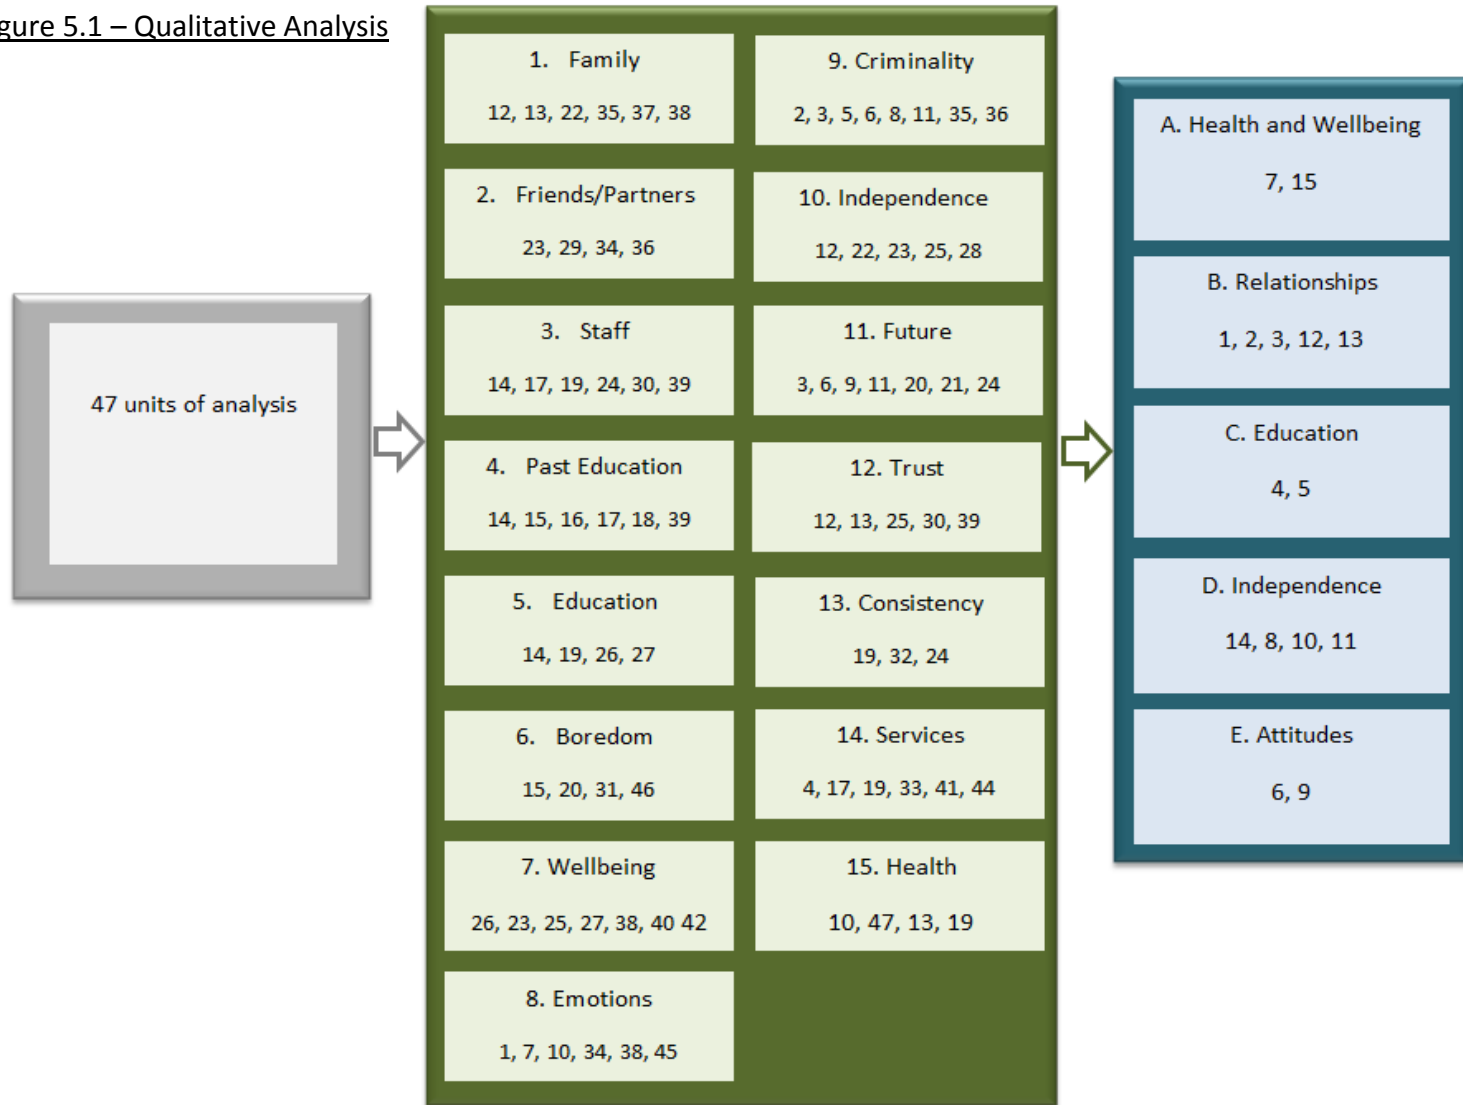 gure 5.1 – Qualitative Analysis
47 units of analysis
1. Family
12, 13, 22, 35, 37, 38
2. Friends/Partners
23, 29, 34, 36
3. Staff
14, 17, 19, 24, 30, 39
4. Past Education
14, 15, 16, 17, 18, 39
5. Education
14, 19, 26, 27
6. Boredom
15, 20, 31, 46
7. Wellbeing
26, 23, 25, 27, 38, 40 42
8. Emotions
1, 7, 10, 34, 38, 45
9. Criminality
2, 3, 5, 6, 8, 11, 35, 36
10. Independence
12, 22, 23, 25, 28
11. Future
3, 6, 9, 11, 20, 21, 24
12. Trust
12, 13, 25, 30, 39
13. Consistency
19, 32, 24
14. Services
4, 17, 19, 33, 41, 44
15. Health
10, 47, 13, 19
A. Health and Wellbeing
7, 15
B. Relationships
1, 2, 3, 12, 13
C. Education
4, 5
D. Independence
14, 8, 10, 11
E. Attitudes
6, 9